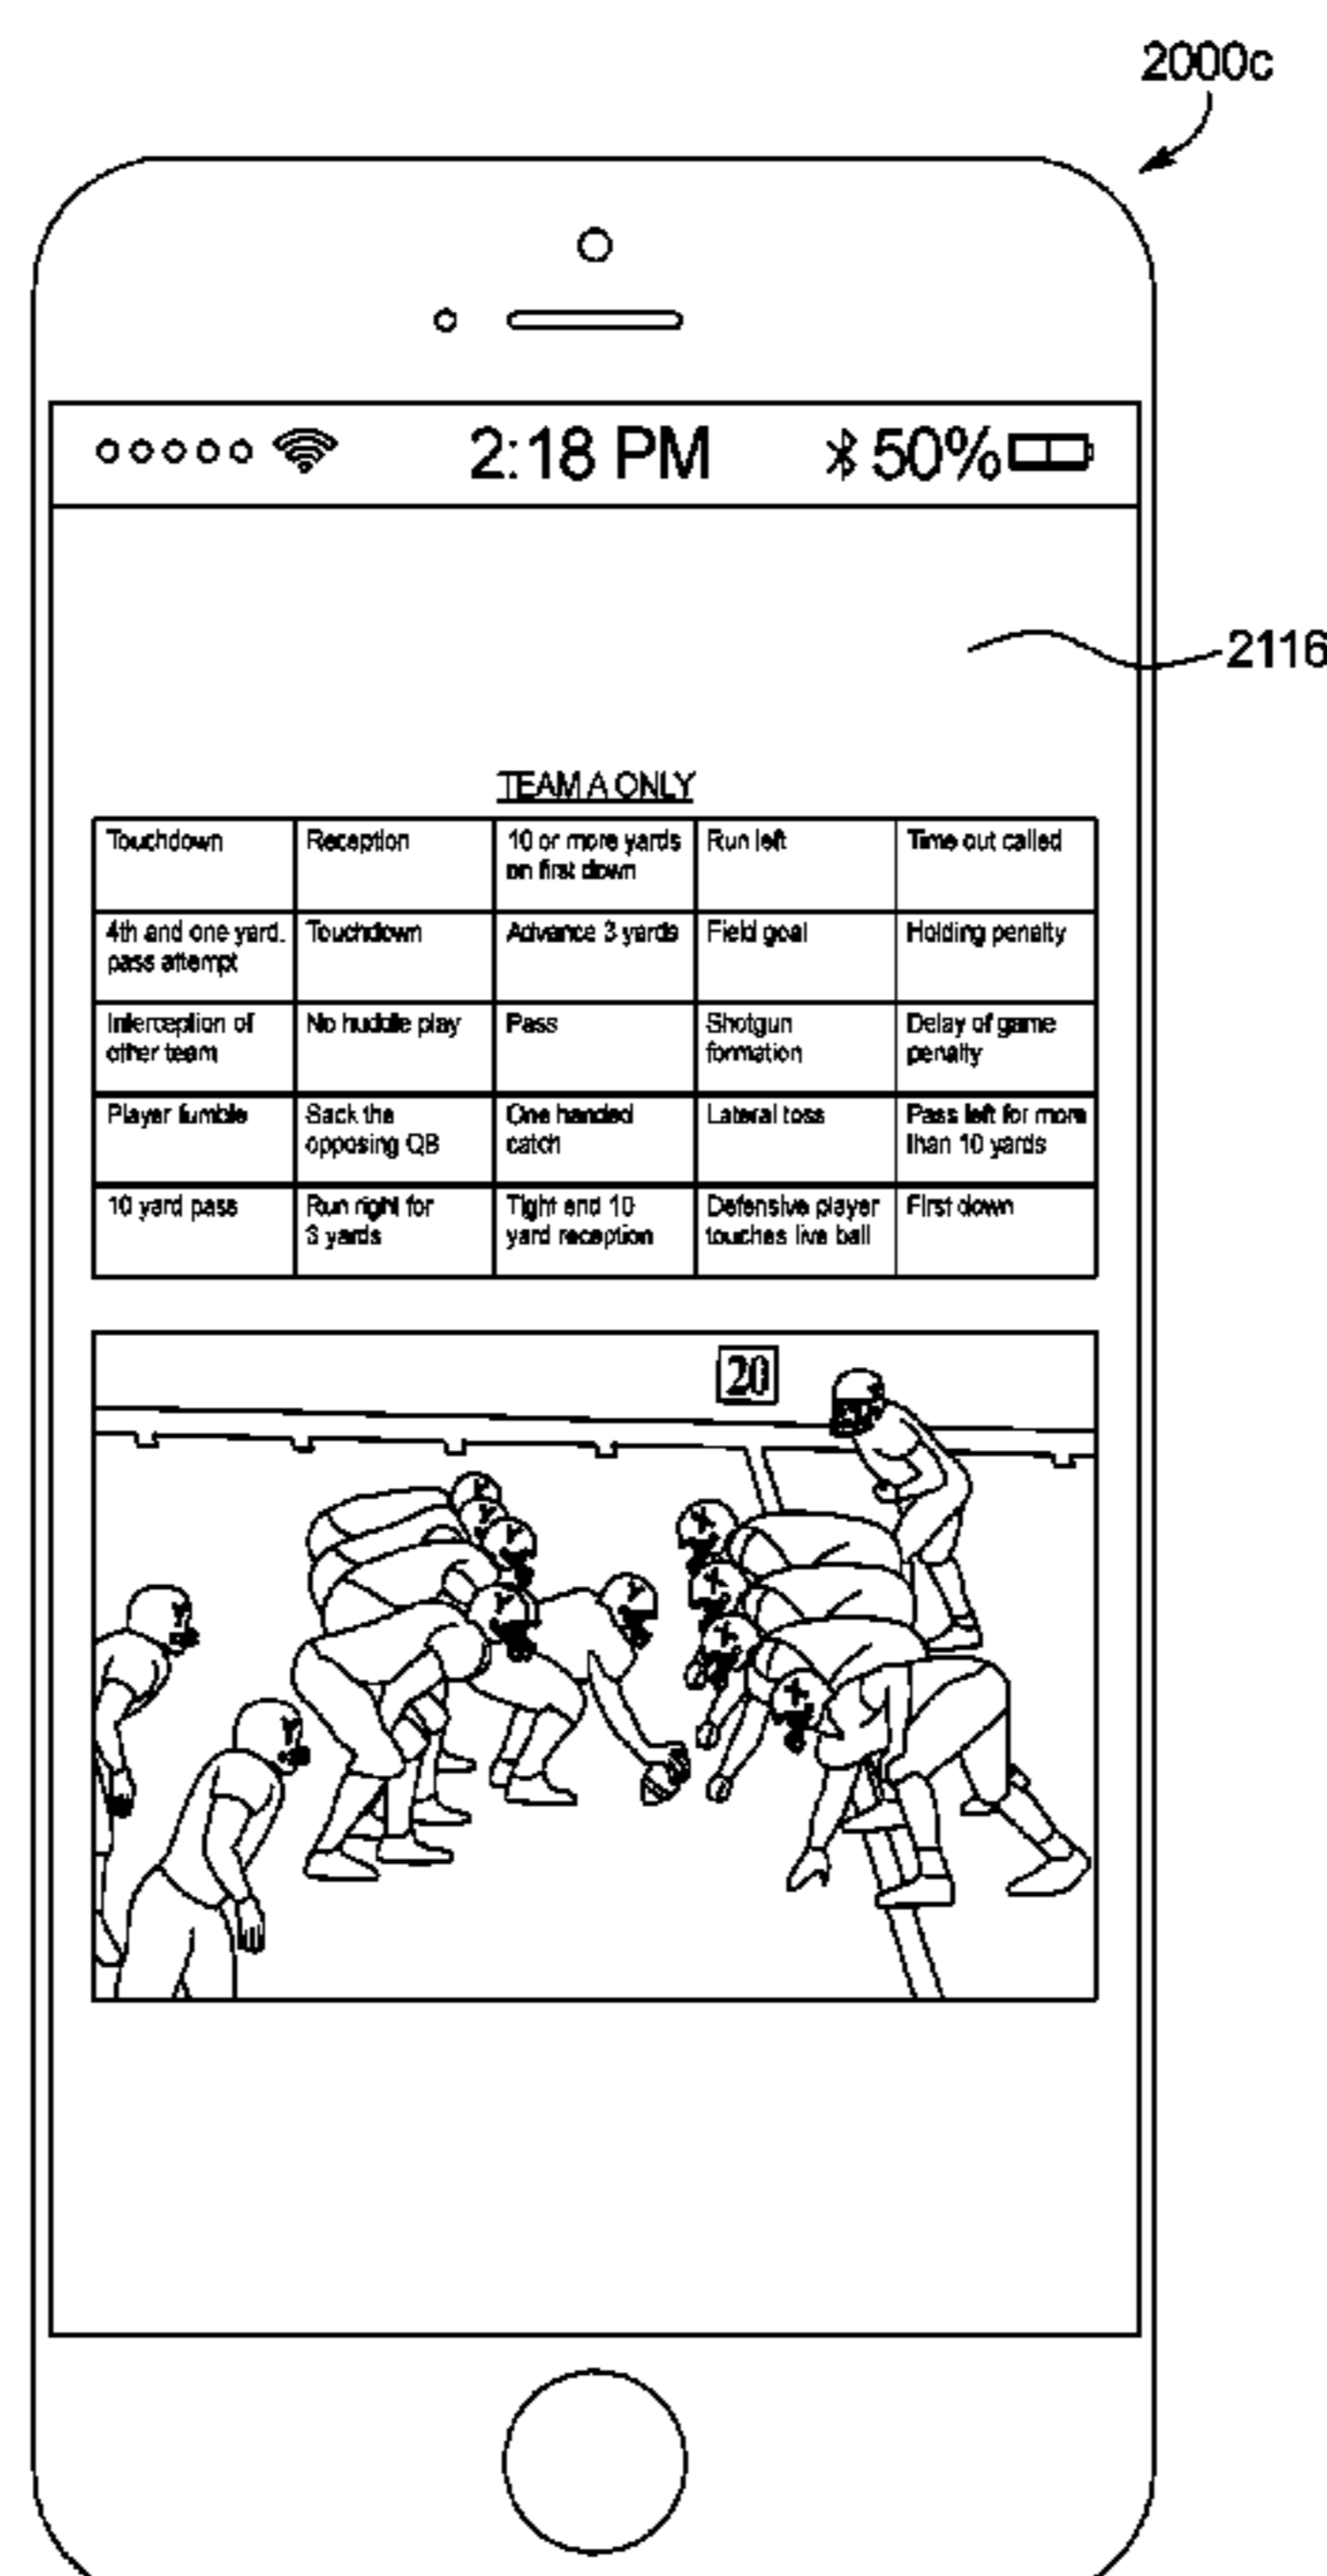 2000c
2:18 PM
50%
2116
TEAM A ONLY
Touchdown
Reception
10 or more yards
on first down
Run left
Time out called
4th and one yard.
pass attempt
Touchdown
Advance 3 yards
Field goal
Holding penalty
Interception of
other team
No huddle play
Pass
Shotgun
formation
Delay of game
penalty
Player fumble
Sack the
opposing QB
One handed
catch
Lateral toss
Pass left for more
than 10 yards
10 yard pass
Run right for
3 yards
Tight end 10
yard reception
Defensive player
touches live ball
First down
20
Y
Y
Y
Y
Y
Y
Y
X
X
X
X